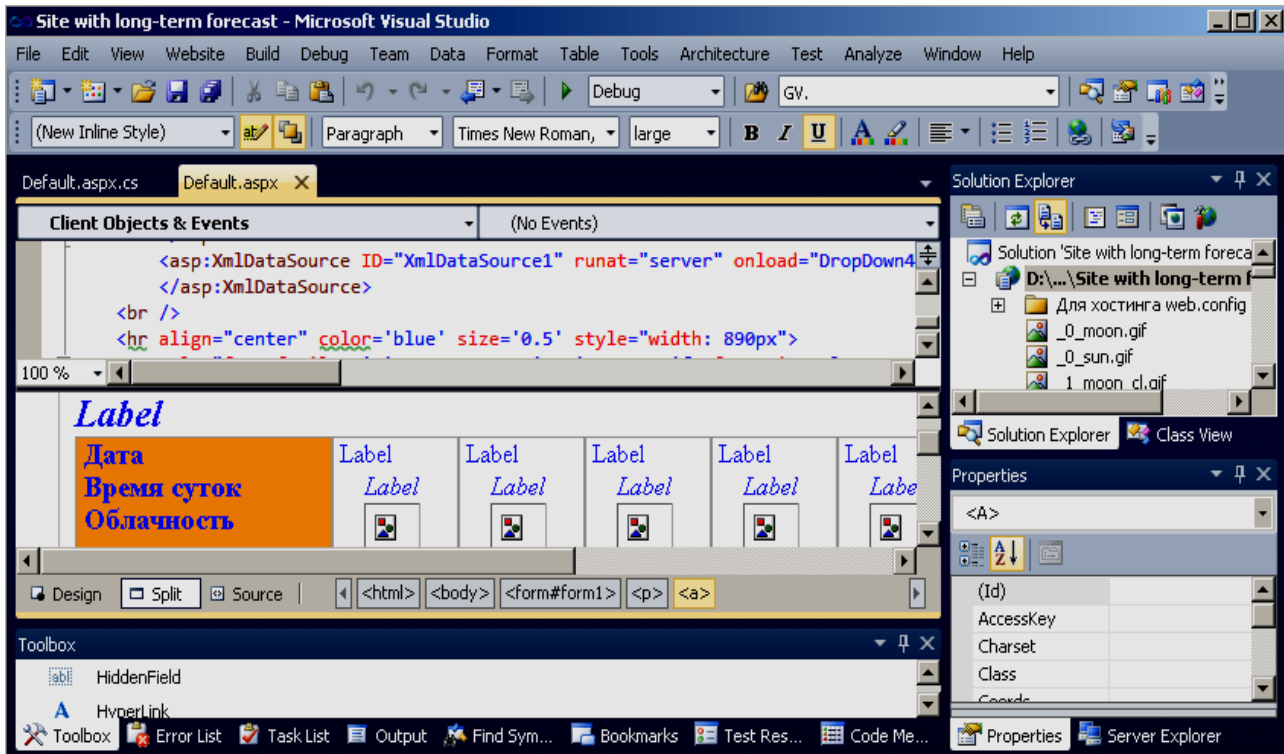 Site with long-term forecast - Microsoft Visual Studio
File Edit View Website Build Debug Team Data Format Table Tools Architecture Test Analyze Window Help
Debug GV.
(New Inline Style) Paragraph Times New Roman, large B I U A
Default.aspx.cs Default.aspx
Client Objects & Events (No Events)
<asp:XmlDataSource ID="XmlDataSource1" runat="server" onload="DropDown4
</asp:XmlDataSource>
<br />
<hr align="center" color='blue' size='0.5' style="width: 890px">
100 %
Label
Дата Label Label Label Label Label
Время суток Label Label Label Label Labe
Облачность
Design Split Source <html> <body> <form#form1> <p> <a>
Toolbox
abl HiddenField
A HyperLink
Toolbox Error List Task List Output Find Sym... Bookmarks Test Res... Code Me...
Solution Explorer
Solution 'Site with long-term foreca
D:\...\Site with long-term f
Для хостинга web.config
_0_moon.gif
_0_sun.gif
_1_moon_cl.gif
Solution Explorer Class View
Properties
<A>
(Id)
AccessKey
Charset
Class
Coords
Properties Server Explorer